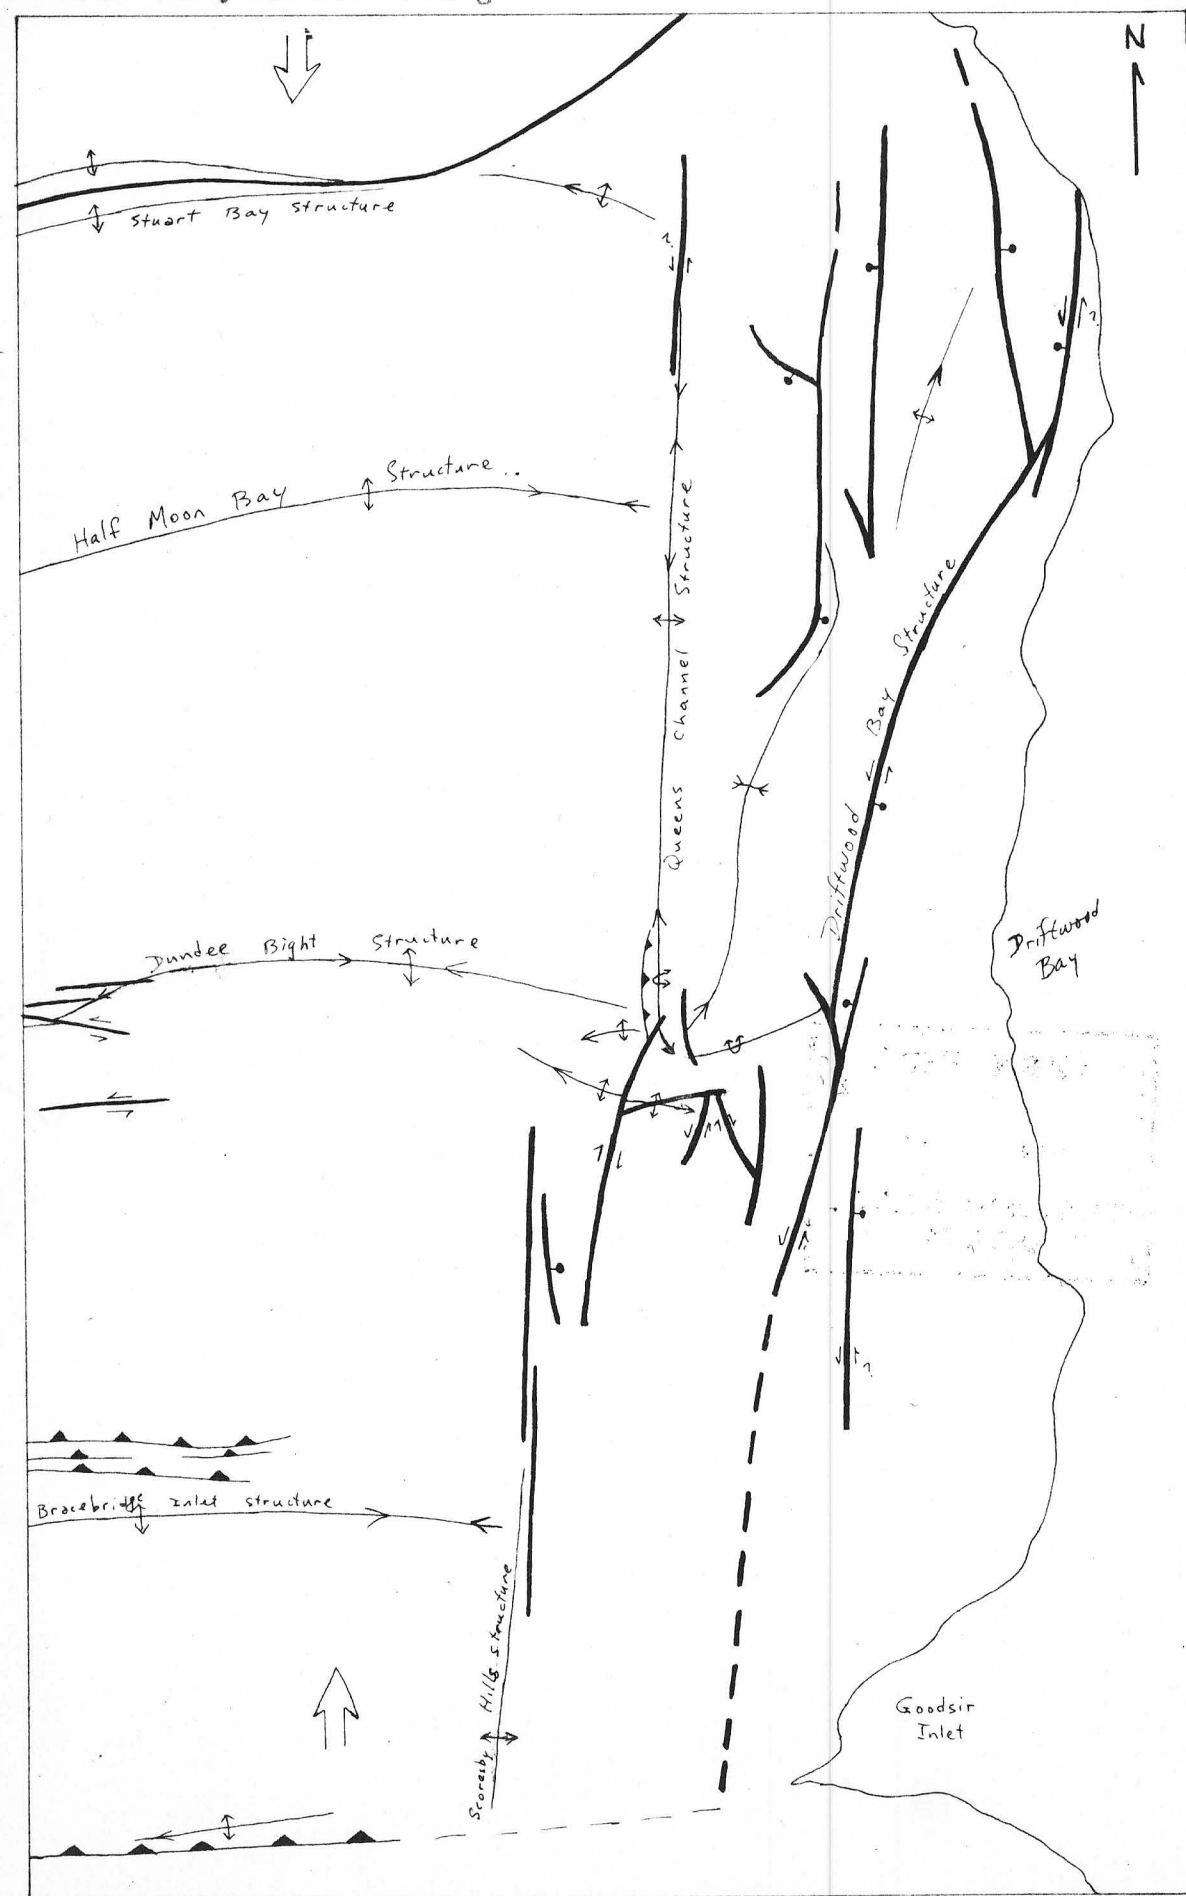 N
Stuart Bay Structure
?
?
Half Moon Bay Structure..
Queens Channel Structure
Driftwood Bay Structure
Dundee Bight Structure
Driftwood
Bay
?
Bracebridge Inlet structure
Scoresby Hills structure
Goodsir
Inlet